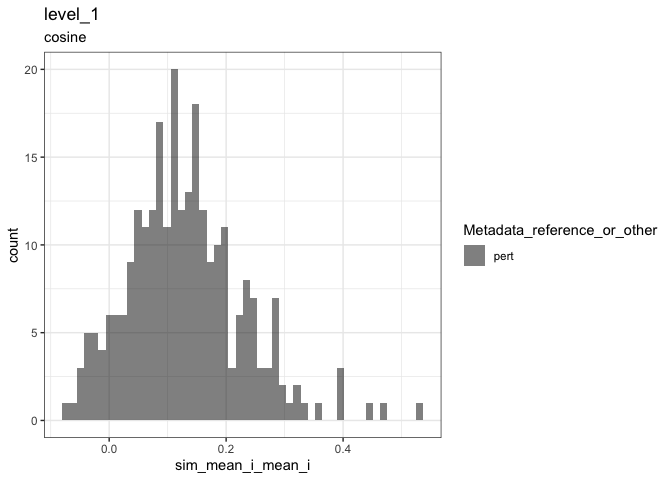 level_1
cosine
20
15
10
5
0
count
0.0
0.2
0.4
sim_mean_i_mean_i
Metadata_reference_or_other
pert